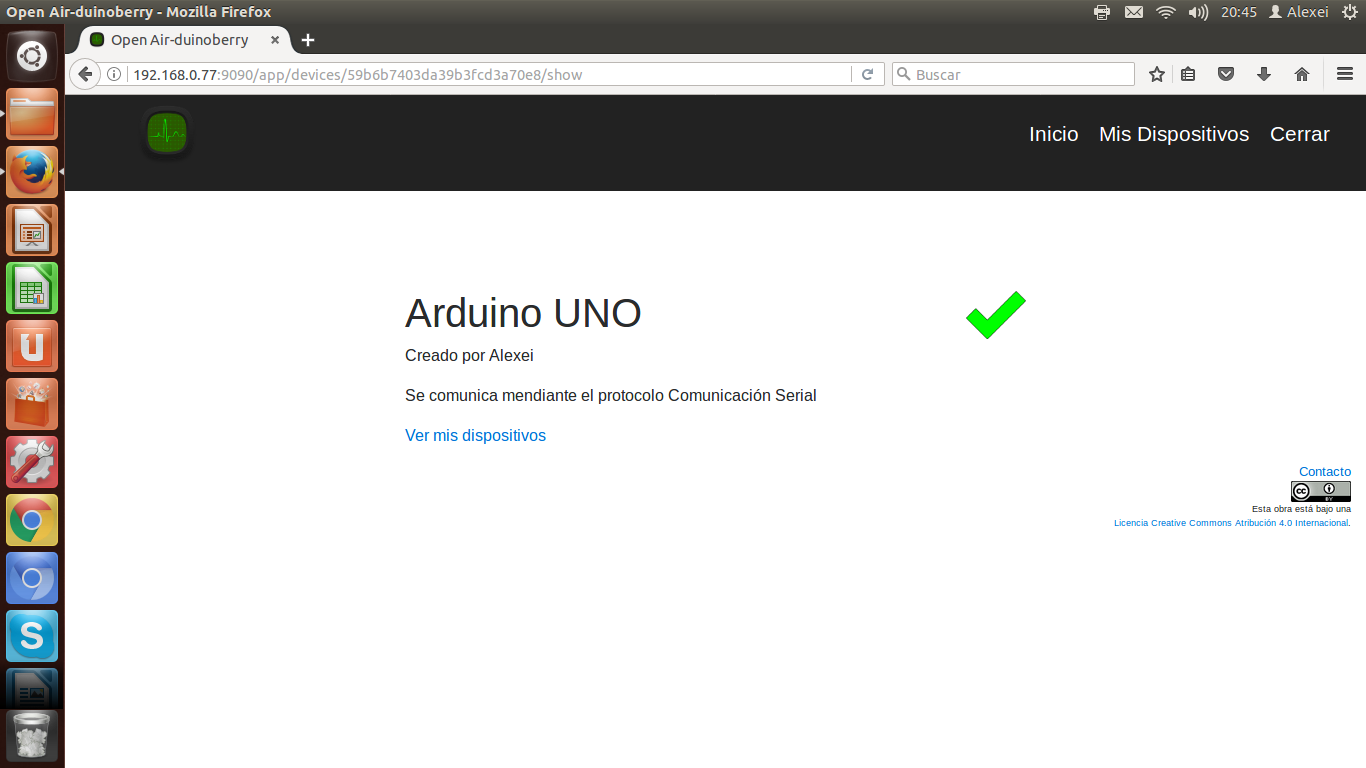 Open Air-duinoberry - Mozilla Firefox
20:45
Alexei
Open Air-duinoberry
192.168.0.77:9090/app/devices/59b6b7403da39b3fcd3a70e8/show
Buscar
Inicio
Mis Dispositivos
Cerrar
Arduino UNO
Creado por Alexei
Se comunica mendiante el protocolo Comunicación Serial
Ver mis dispositivos
Contacto
cc
BY
Esta obra está bajo una
Licencia Creative Commons Atribución 4.0 Internacional.